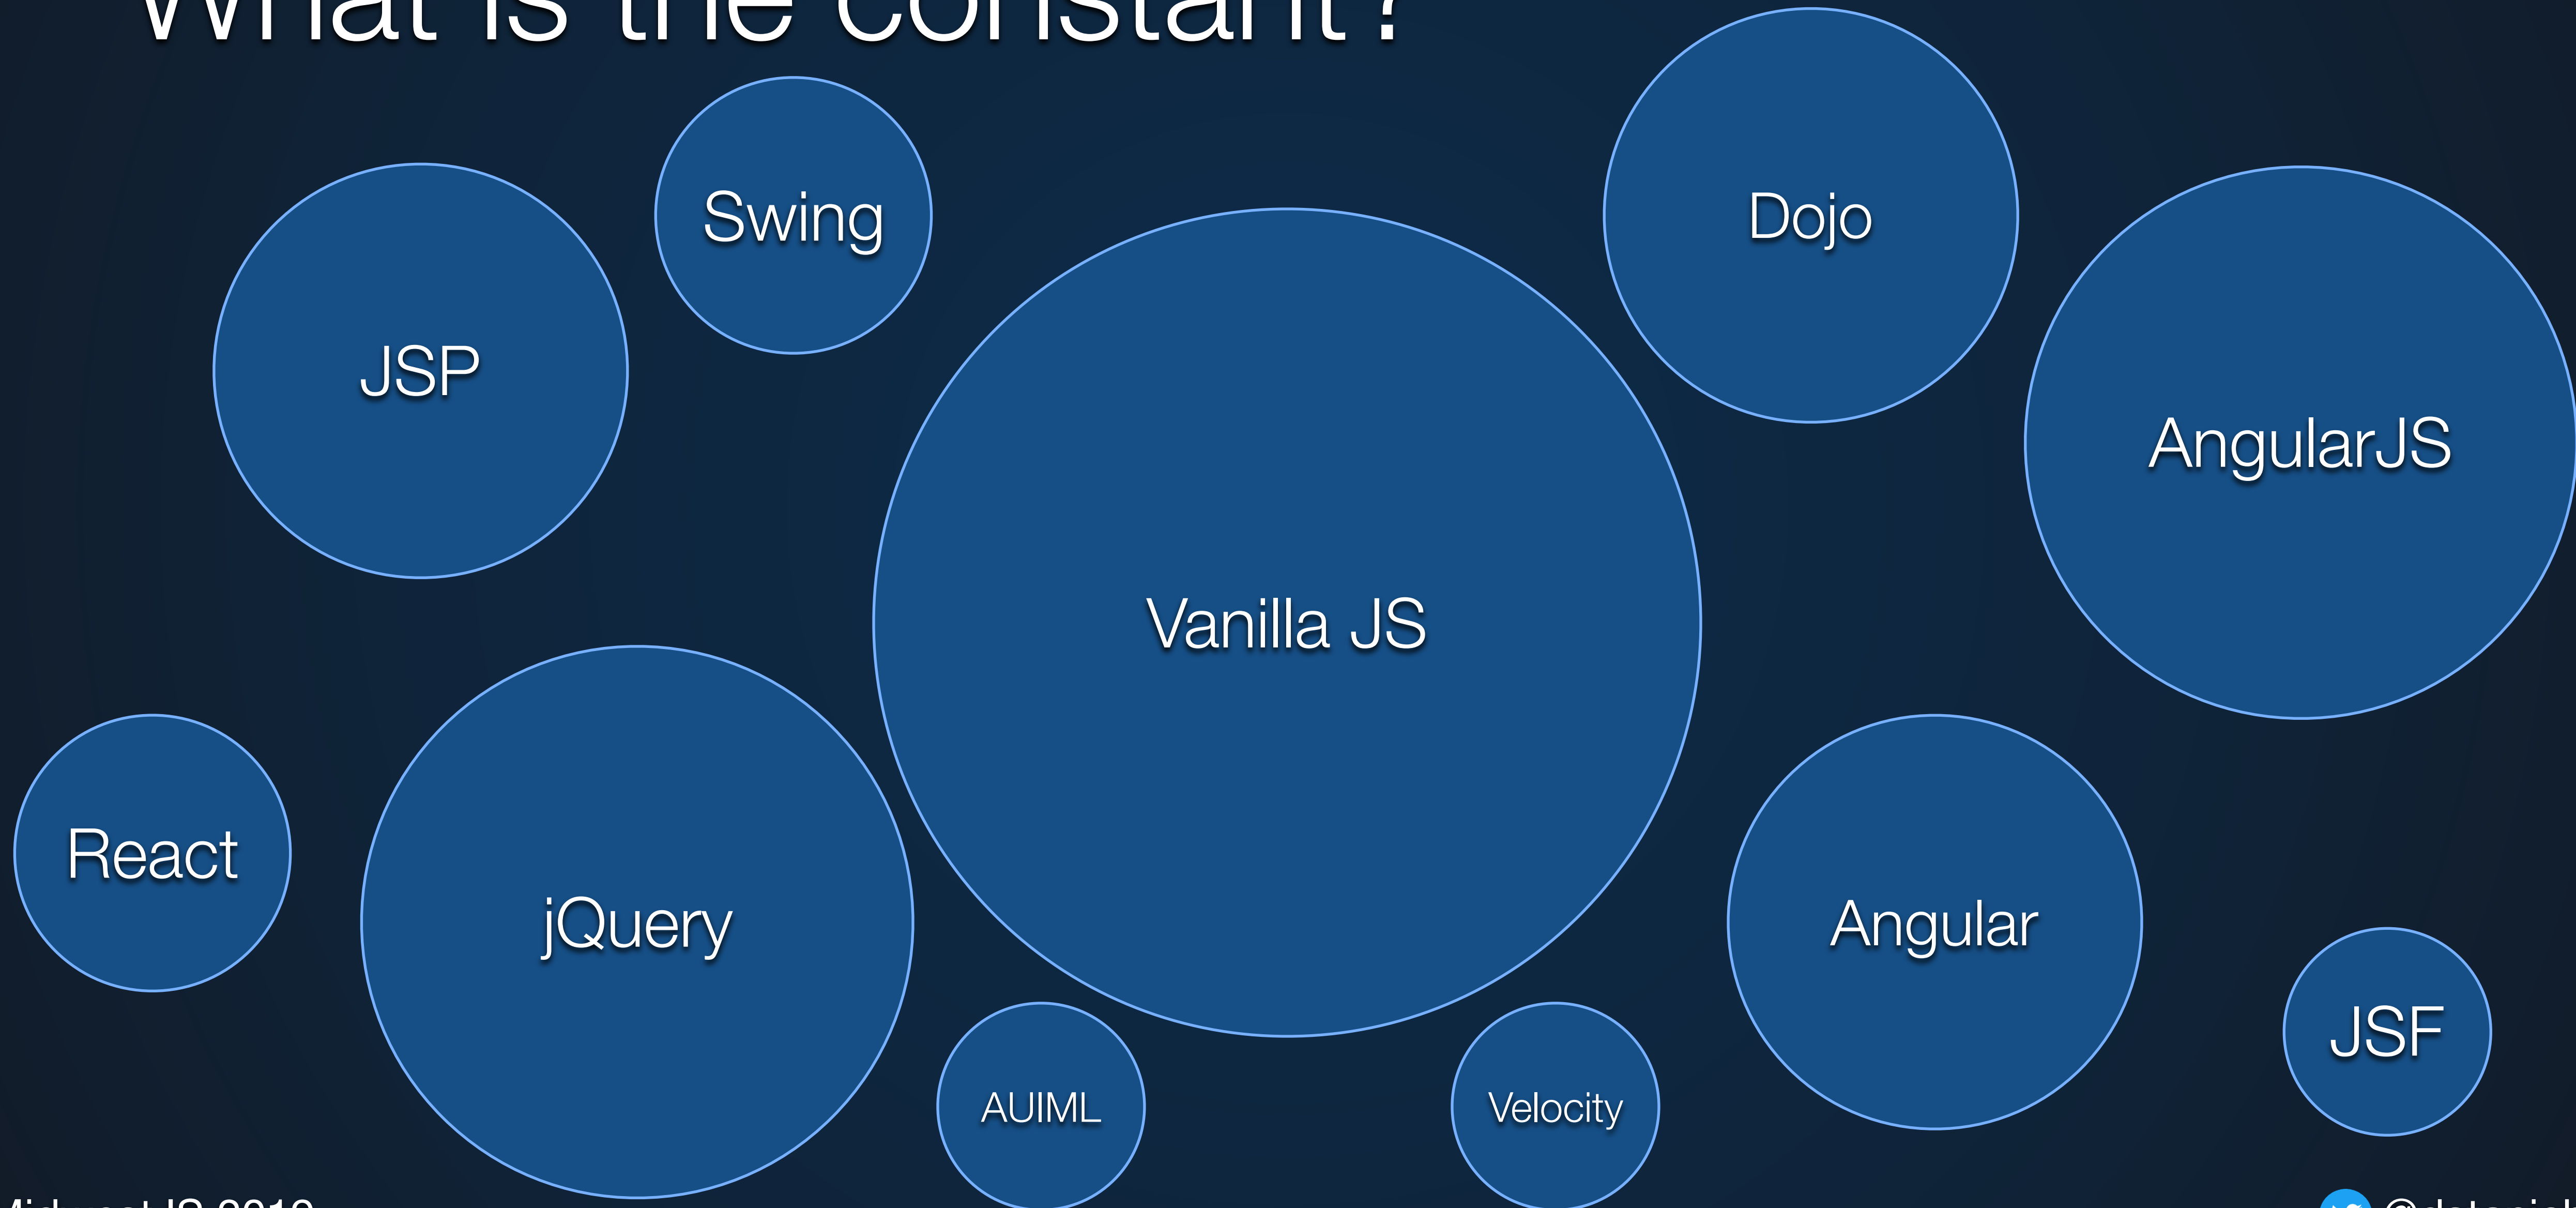 What is the constant?
Swing
Dojo
JSP
AngularJS
Vanilla JS
React
jQuery
Angular
JSF
AUIML
Velocity